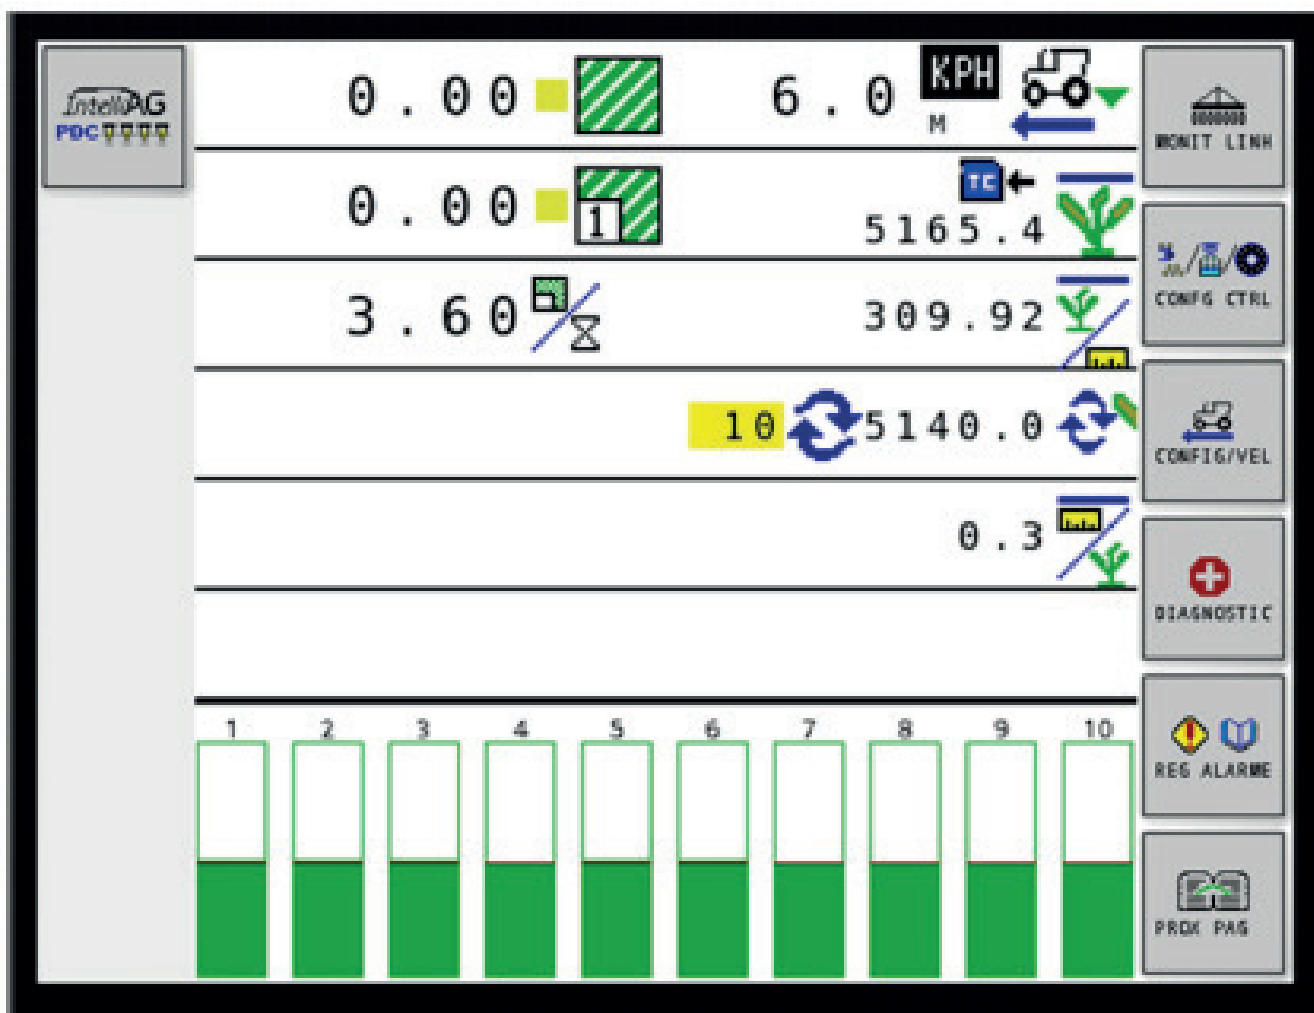 IntelliAG
PDC
0.00
6.0
KPH
M
MONIT LINH
0.00
1
TC
5165.4
CONFG CTRL
3.60
309.92
10
5140.0
CONFIG/VEL
0.3
DIAGNOSTIC
1 2 3 4 5 6 7 8 9 10
REG ALARME
PROX PAG